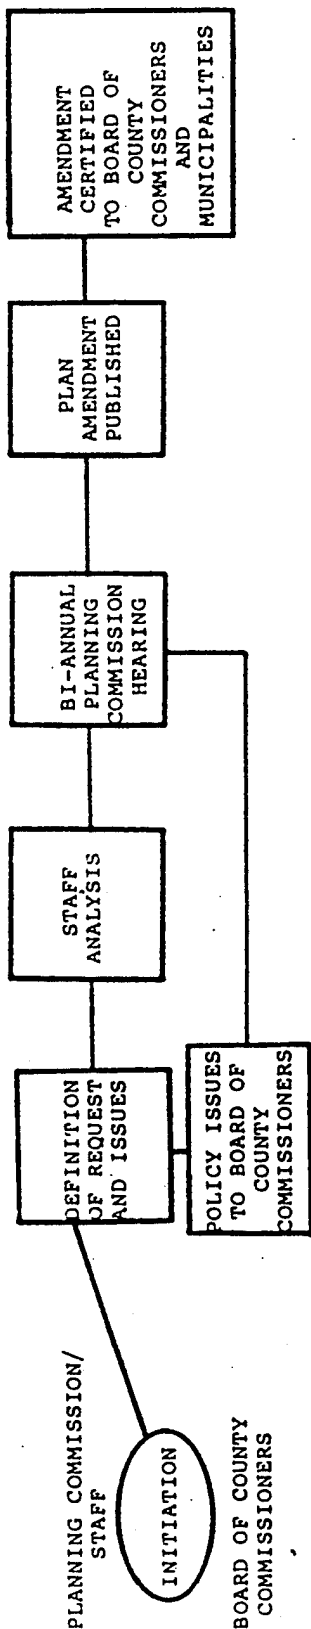 PLANNING COMMISSION/
STAFF
INITIATION
BOARD OF COUNTY
COMMISSIONERS
DEFINITION
OF REQUEST
AND ISSUES
POLICY ISSUES
TO BOARD OF
COUNTY
COMMISSIONERS
STAFF
ANALYSIS
BI-ANNUAL
PLANNING
COMMISSION
HEARING
PLAN
AMENDMENT
PUBLISHED
AMENDMENT
CERTIFIED
TO BOARD OF
COUNTY
COMMISSIONERS
AND
MUNICIPALITIES